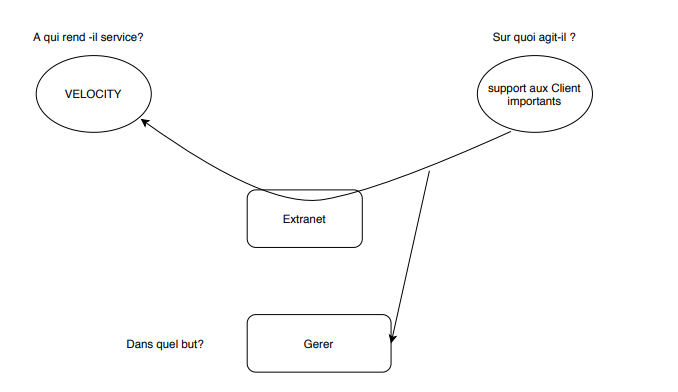 A qui rend -il service?
Sur quoi agit-il ?
VELOCITY
support aux Client
importants
Extranet
Dans quel but?
Gerer